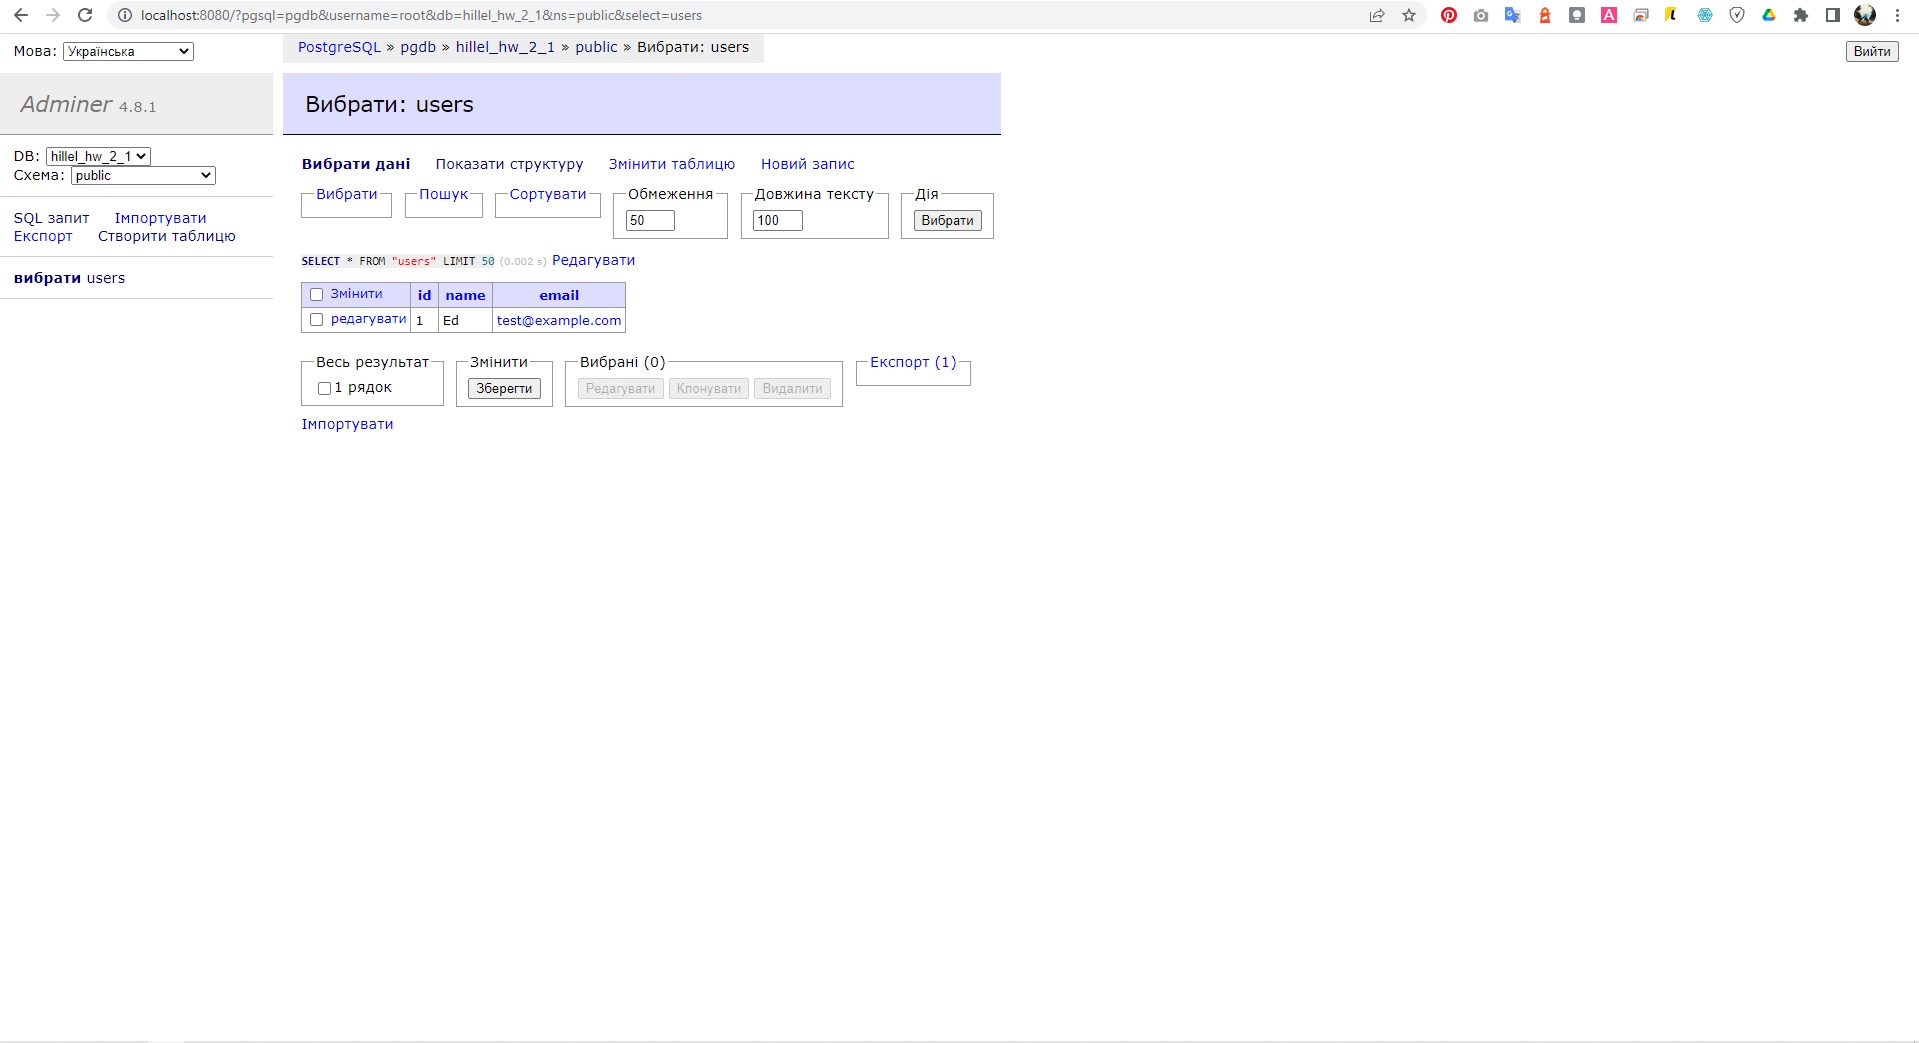 localhost:8080/?pgsql=pgdb&username=root&db=hillel_hw_2_1&ns=public&select=users
Мова: Українська
PostgreSQL » pgdb » hillel_hw_2_1 » public » Вибрати: users
Вийти
Adminer 4.8.1
Вибрати: users
DB: hillel_hw_2_1
Схема: public
SQL запит Імпортувати
Експорт Створити таблицю
вибрати users
Вибрати дані Показати структуру Змінити таблицю Новий запис
Вибрати Пошук Сортувати Обмеження Довжина тексту Дія
50 100 Вибрати
SELECT * FROM "users" LIMIT 50 (0.002 s) Редагувати
Змінити id name email
редагувати 1 Ed test@example.com
Весь результат Змінити Вибрані (0) Експорт (1)
1 рядок Зберегти Редагувати Клонувати Видалити
Імпортувати